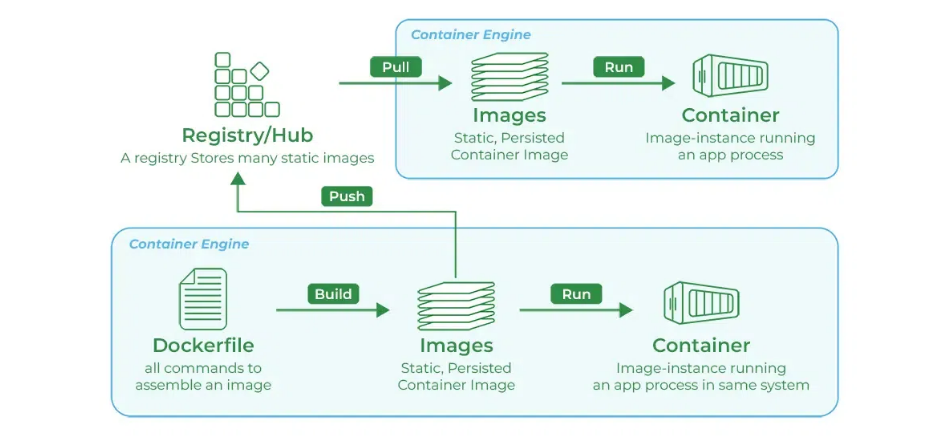 Container Engine
Pull
Run
Images
Static, Persisted
Container Image
Container
Image-instance running
an app process
Registry/Hub
A registry Stores many static images
Push
Container Engine
Build
Run
Dockerfile
all commands to
assemble an image
Images
Static, Persisted
Container Image
Container
Image-instance running
an app process in same system